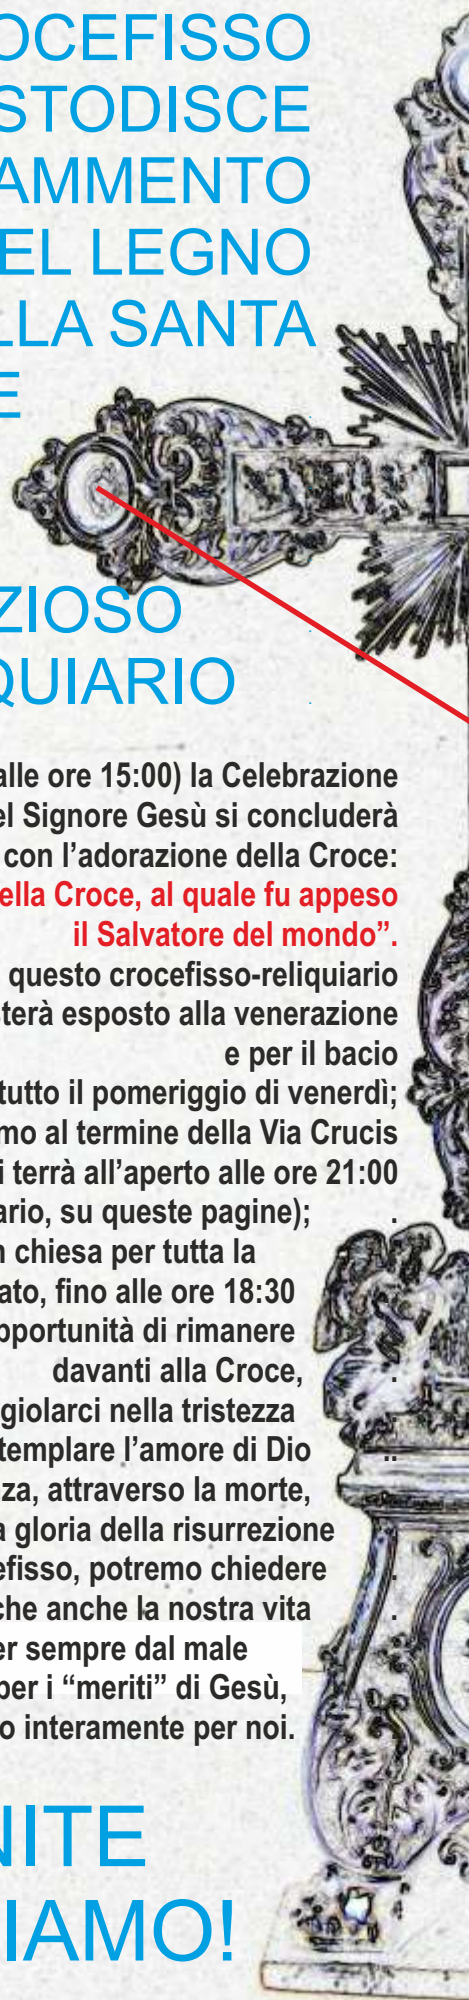 OCEFISSO
STODISCE
AMMENTO
EL LEGNO
LLA SANTA
E
ZIOSO
QUIARIO
alle ore 15:00) la Celebrazione
el Signore Gesù si concluderà
con l’adorazione della Croce:
ella Croce, al quale fu appeso
il Salvatore del mondo”.
questo crocefisso-reliquiario
sterà esposto alla venerazione
e per il bacio
tutto il pomeriggio di venerdì;
mo al termine della Via Crucis
i terrà all’aperto alle ore 21:00
ario, su queste pagine);
n chiesa per tutta la
ato, fino alle ore 18:30
pportunità di rimanere
davanti alla Croce,
giolarci nella tristezza
templare l’amore di Dio
za, attraverso la morte,
a gloria della risurrezione
efisso, potremo chiedere
che anche la nostra vita
er sempre dal male
per i “meriti” di Gesù,
o interamente per noi.
NITE
IAMO!